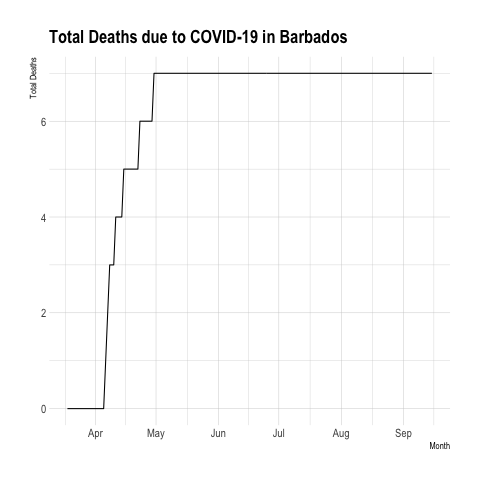 Total Deaths due to COVID-19 in Barbados
Total Deaths
6
4
2
0
Apr May Jun Jul Aug Sep
Month